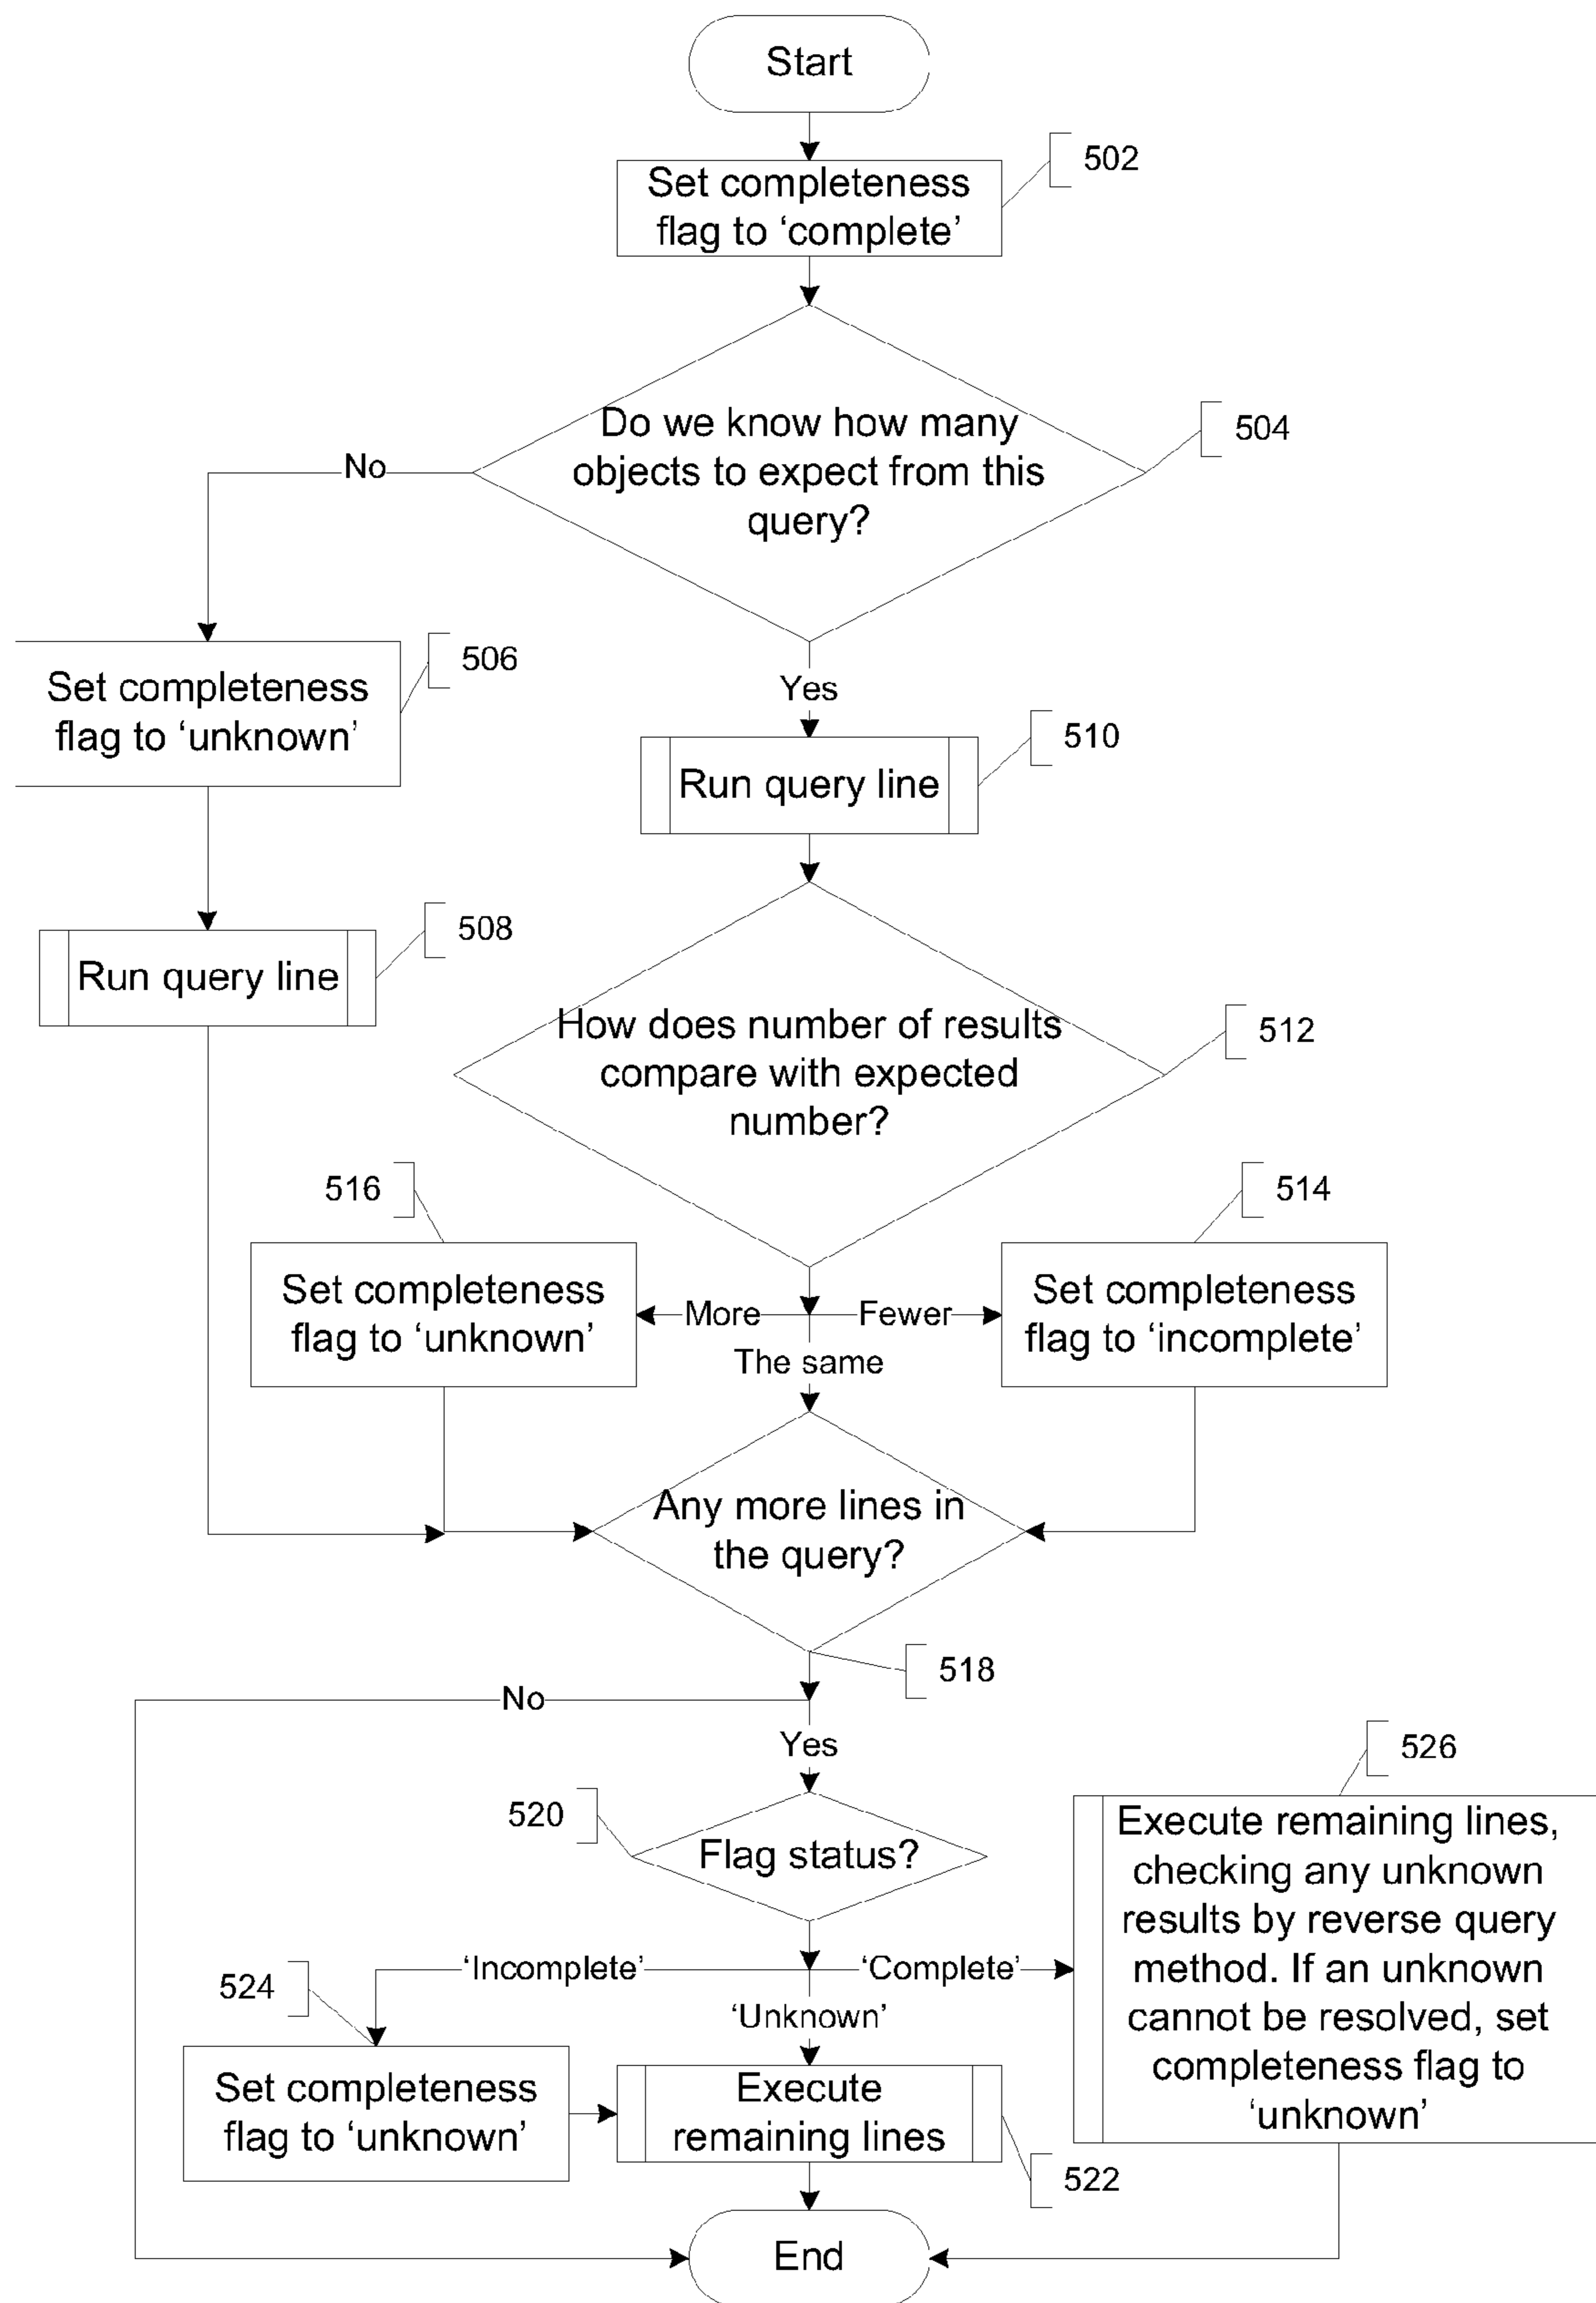 Start
Set completeness
flag to ‘complete’
502
Do we know how many
objects to expect from this
query?
504
No
Set completeness
flag to ‘unknown’
506
Yes
Run query line
510
Run query line
508
How does number of results
compare with expected
number?
512
516
514
Set completeness
flag to ‘unknown’
More
Fewer
Set completeness
flag to ‘incomplete’
The same
Any more lines in
the query?
518
No
Yes
526
520
Flag status?
Execute remaining lines,
checking any unknown
results by reverse query
method. If an unknown
cannot be resolved, set
completeness flag to
‘unknown’
524
‘Incomplete’
‘Complete’
‘Unknown’
Set completeness
flag to ‘unknown’
Execute
remaining lines
522
End